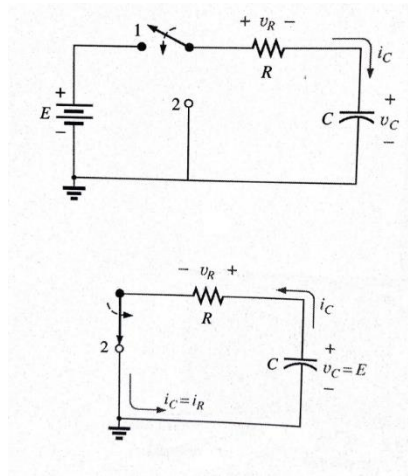 + v_R −
1
i_C
R
+
E
−
2
C
+
v_C
−
− v_R +
i_C
R
2
C
+
v_C = E
−
i_C = i_R